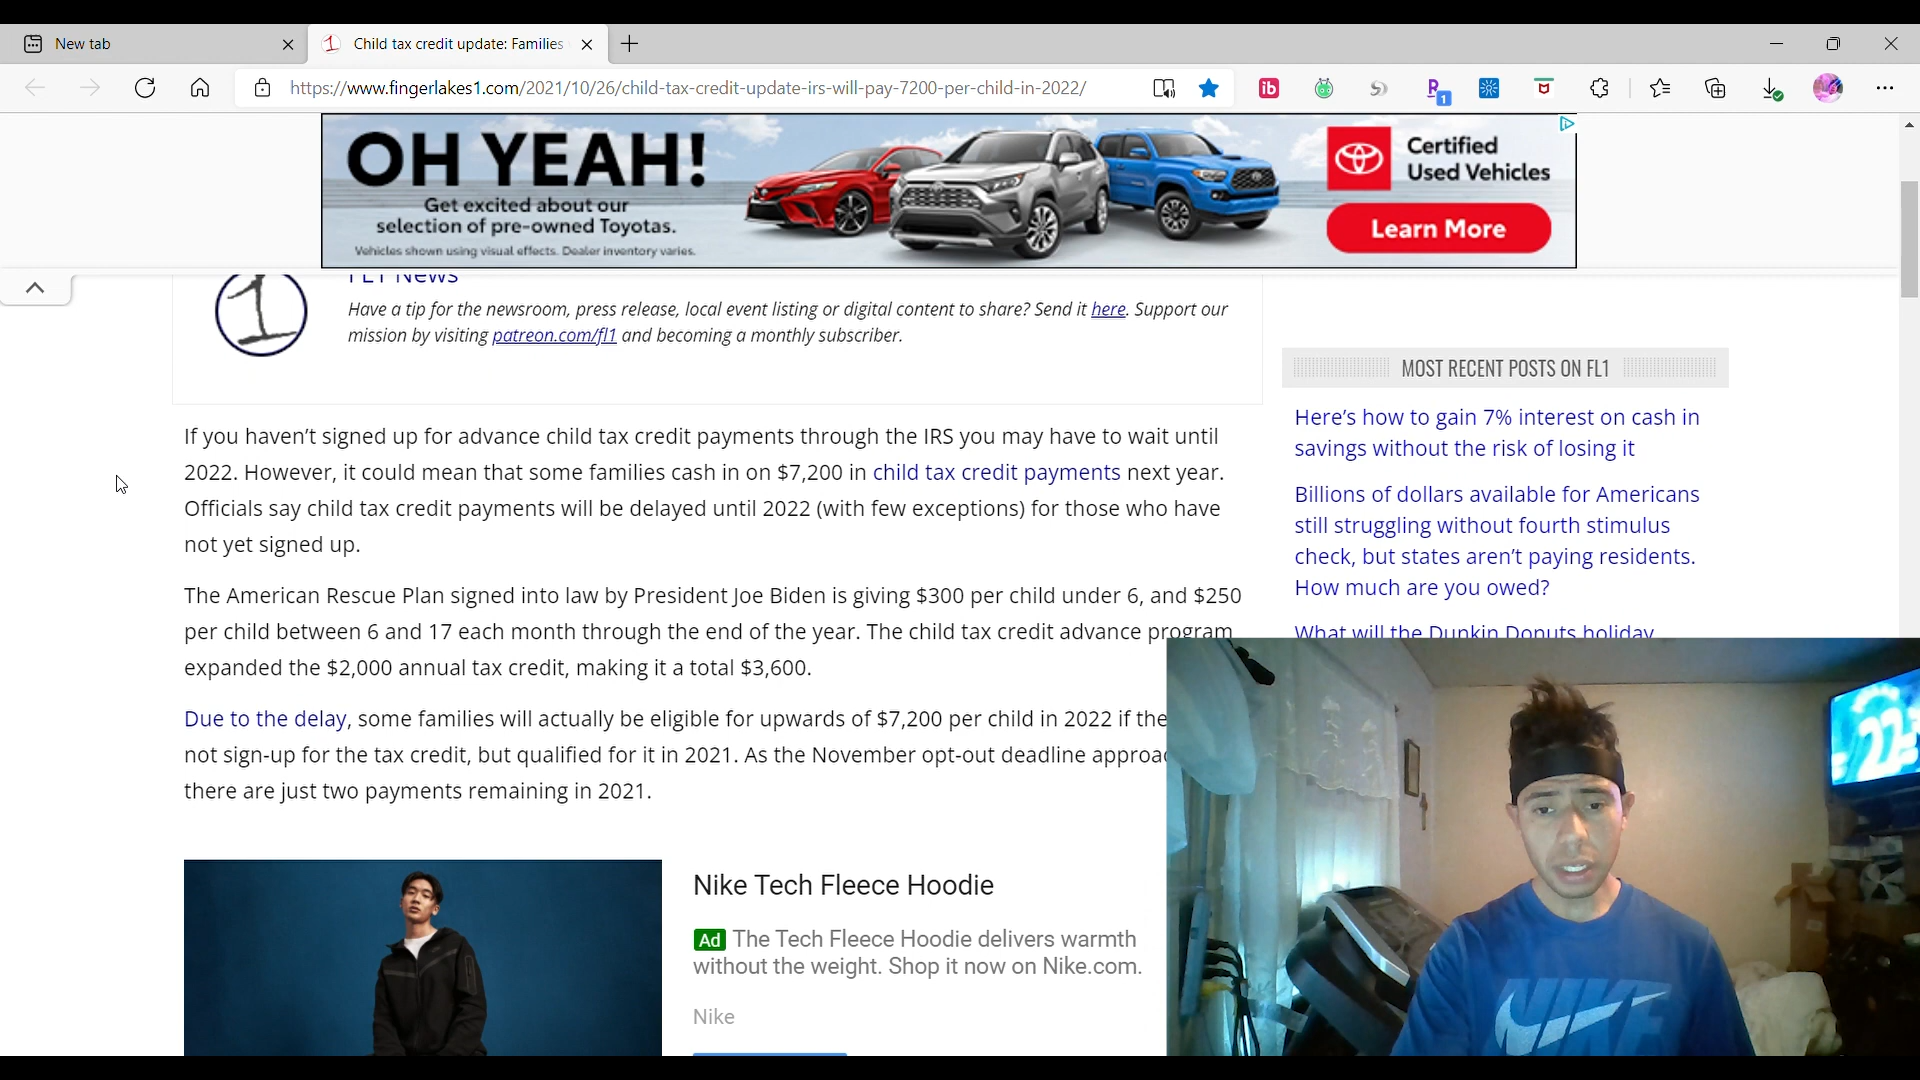 New tab
Child tax credit update: Families
https://www.fingerlakes1.com/2021/10/26/child-tax-credit-update-irs-will-pay-7200-per-child-in-2022/
OH YEAH!
Get excited about our
selection of pre-owned Toyotas.
Vehicles shown using visual effects. Dealer inventory varies.
Certified
Used Vehicles
Learn More
FL1 News
Have a tip for the newsroom, press release, local event listing or digital content to share? Send it here. Support our
mission by visiting patreon.com/fl1 and becoming a monthly subscriber.
If you haven't signed up for advance child tax credit payments through the IRS you may have to wait until
2022. However, it could mean that some families cash in on $7,200 in child tax credit payments next year.
Officials say child tax credit payments will be delayed until 2022 (with few exceptions) for those who have
not yet signed up.
The American Rescue Plan signed into law by President Joe Biden is giving $300 per child under 6, and $250
per child between 6 and 17 each month through the end of the year. The child tax credit advance program
expanded the $2,000 annual tax credit, making it a total $3,600.
Due to the delay, some families will actually be eligible for upwards of $7,200 per child in 2022 if the
not sign-up for the tax credit, but qualified for it in 2021. As the November opt-out deadline approac
there are just two payments remaining in 2021.
MOST RECENT POSTS ON FL1
Here's how to gain 7% interest on cash in
savings without the risk of losing it
Billions of dollars available for Americans
still struggling without fourth stimulus
check, but states aren't paying residents.
How much are you owed?
What will the Dunkin Donuts holiday
Nike Tech Fleece Hoodie
Ad The Tech Fleece Hoodie delivers warmth
without the weight. Shop it now on Nike.com.
Nike
22
NIKE